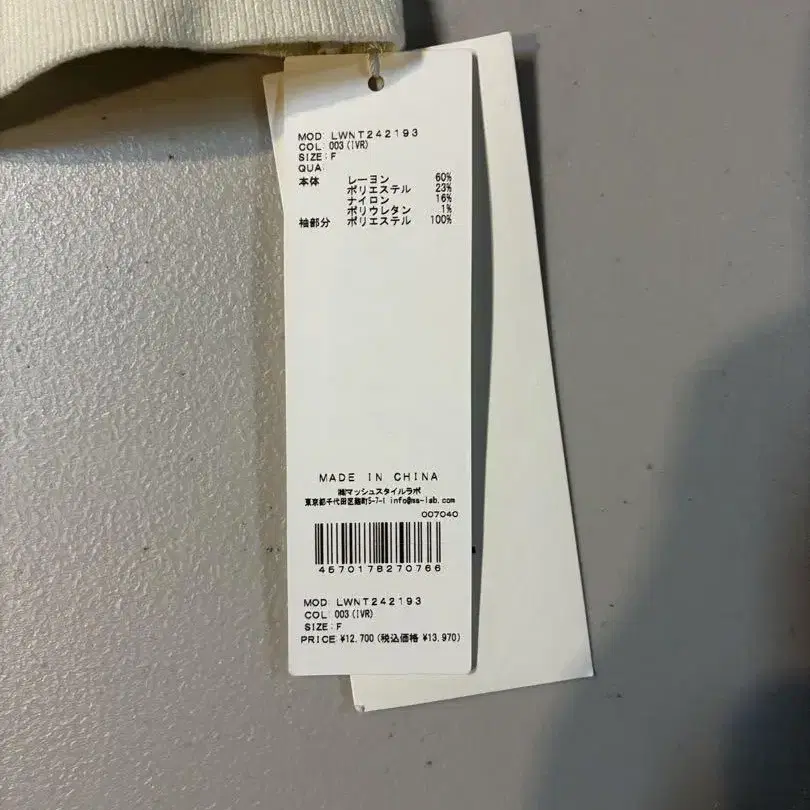 MOD: LWNT242193
COL: 003(IVR)
SIZE: F
QUA:
本体 レーヨン 60%
ポリエステル 23%
ナイロン 16%
ポリウレタン 1%
袖部分 ポリエステル 100%
MADE IN CHINA
㈱マッシュスタイルラボ
東京都千代田区麹町5-7-1 info@ms-lab.com
007040
4570178270766
MOD: LWNT242193
COL: 003(IVR)
SIZE: F
PRICE: ¥12,700 (税込価格 ¥13,970)